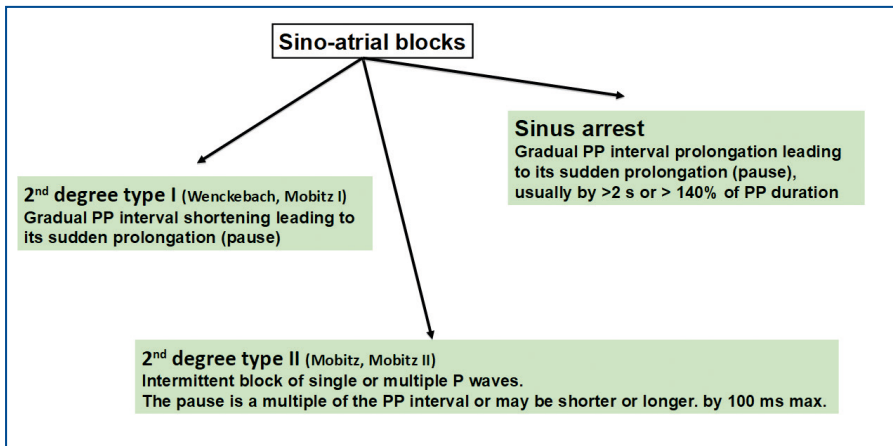 Sino-atrial blocks
Sinus arrest
Gradual PP interval prolongation leading
to its sudden prolongation (pause),
usually by >2 s or > 140% of PP duration
2nd degree type I (Wenckebach, Mobitz I)
Gradual PP interval shortening leading to
its sudden prolongation (pause)
2nd degree type II (Mobitz, Mobitz II)
Intermittent block of single or multiple P waves.
The pause is a multiple of the PP interval or may be shorter or longer. by 100 ms max.